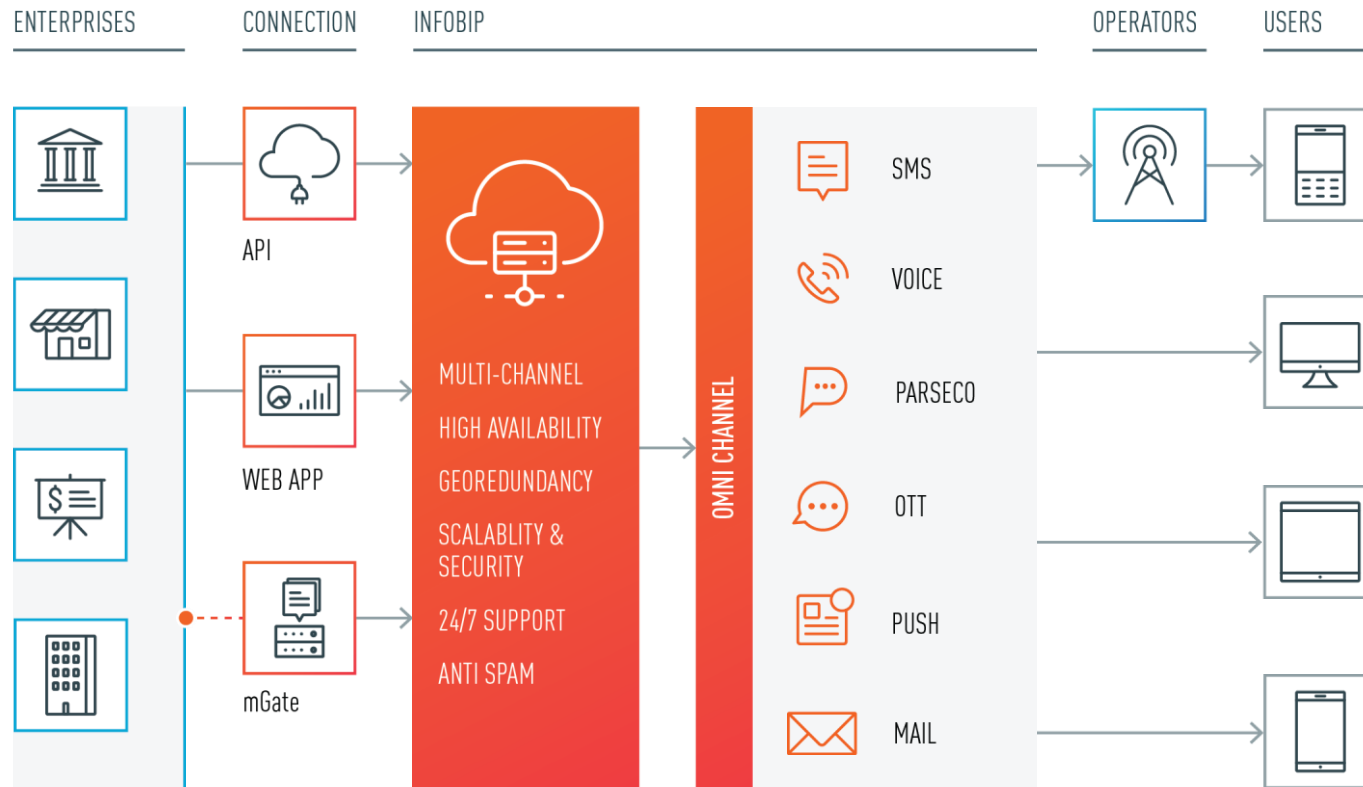 ENTERPRISES
CONNECTION
INFOBIP
OPERATORS
USERS
API
WEB APP
mGate
MULTI-CHANNEL
HIGH AVAILABILITY
GEOREDUNDANCY
SCALABLITY &
SECURITY
24/7 SUPPORT
ANTI SPAM
OMNI CHANNEL
SMS
VOICE
PARSECO
OTT
PUSH
MAIL
$